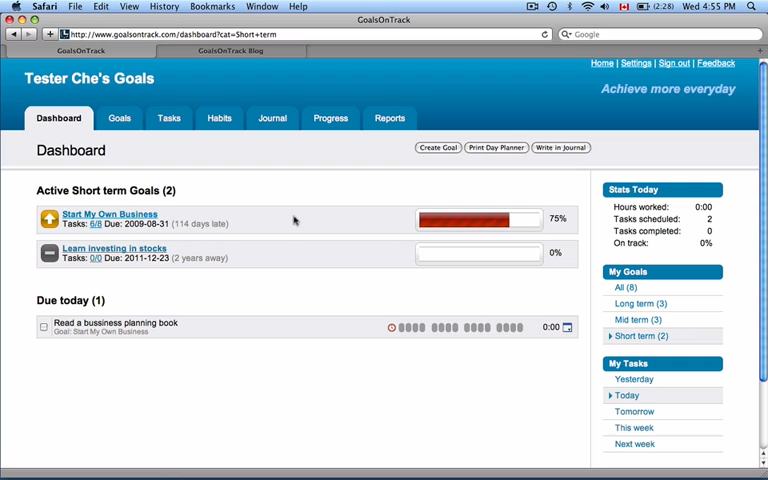 Safari File Edit View History Bookmarks Window Help (2:28) Wed 4:55 PM
GoalsOnTrack
http://www.goalsontrack.com/dashboard?cat=Short+term
Google
GoalsOnTrack
GoalsOnTrack Blog
Home | Settings | Sign out | Feedback
Tester Che's Goals
Achieve more everyday
Dashboard Goals Tasks Habits Journal Progress Reports
Dashboard
Create Goal Print Day Planner Write in Journal
Active Short term Goals (2)
Start My Own Business
Tasks: 6/8 Due: 2009-08-31 (114 days late)
75%
Learn investing in stocks
Tasks: 0/0 Due: 2011-12-23 (2 years away)
0%
Due today (1)
Read a bussiness planning book
Goal: Start My Own Business
0:00
Stats Today
Hours worked: 0:00
Tasks scheduled: 2
Tasks completed: 0
On track: 0%
My Goals
All (8)
Long term (3)
Mid term (3)
Short term (2)
My Tasks
Yesterday
Today
Tomorrow
This week
Next week